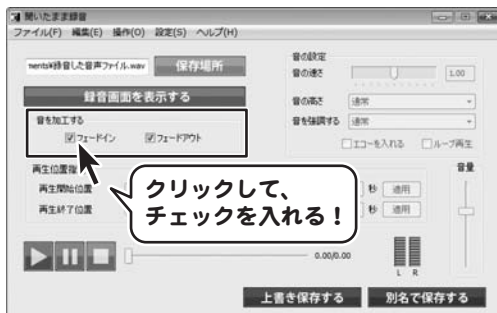 聞いたまま録音
ファイル(F) 編集(E) 操作(O) 設定(S) ヘルプ(H)
ments¥録音した音声ファイル.wav 保存場所
録音画面を表示する
音を加工する
フェードイン フェードアウト
音の設定
音の速さ 1.00
音の高さ 通常
音を強調する 通常
エコーを入れる ループ再生
再生位置
再生開始位置 秒 適用
再生終了位置 秒 適用
音量
クリックして、
チェックを入れる！
0.00/0.00
L R
上書き保存する 別名で保存する